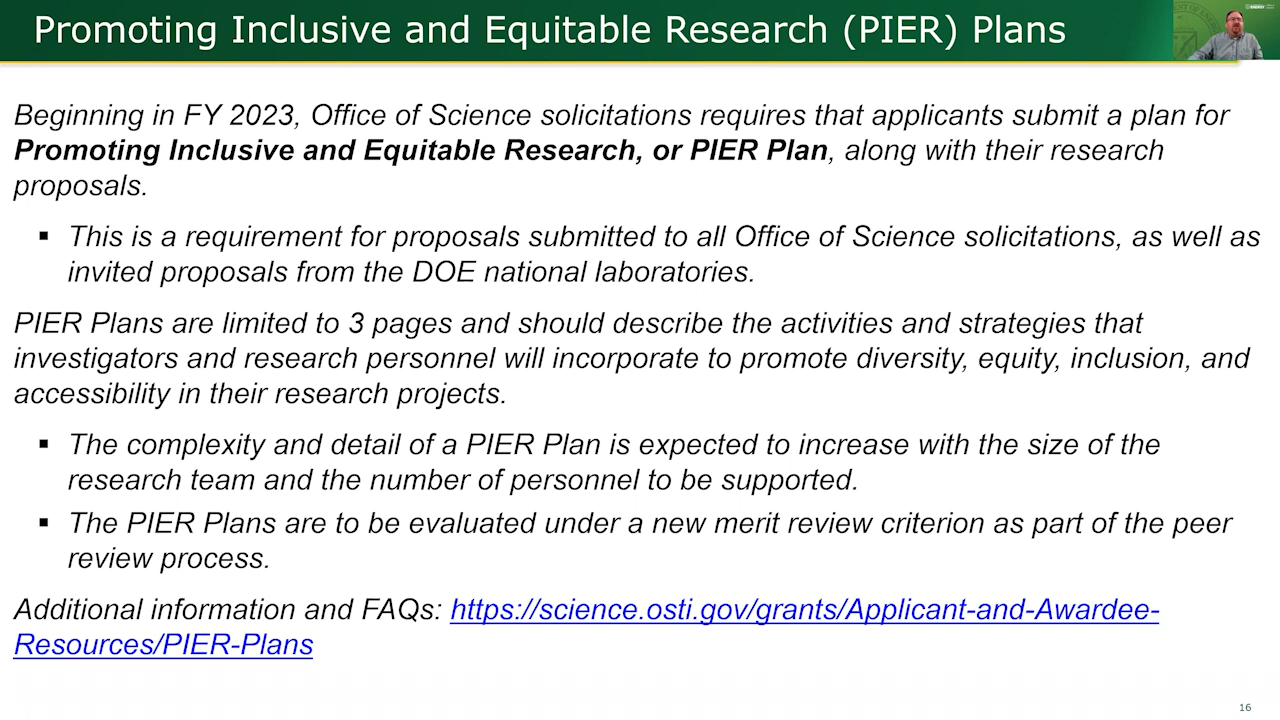 Promoting Inclusive and Equitable Research (PIER) Plans
Beginning in FY 2023, Office of Science solicitations requires that applicants submit a plan for
Promoting Inclusive and Equitable Research, or PIER Plan, along with their research
proposals.
▪ This is a requirement for proposals submitted to all Office of Science solicitations, as well as
invited proposals from the DOE national laboratories.
PIER Plans are limited to 3 pages and should describe the activities and strategies that
investigators and research personnel will incorporate to promote diversity, equity, inclusion, and
accessibility in their research projects.
▪ The complexity and detail of a PIER Plan is expected to increase with the size of the
research team and the number of personnel to be supported.
▪ The PIER Plans are to be evaluated under a new merit review criterion as part of the peer
review process.
Additional information and FAQs: https://science.osti.gov/grants/Applicant-and-Awardee-
Resources/PIER-Plans
16